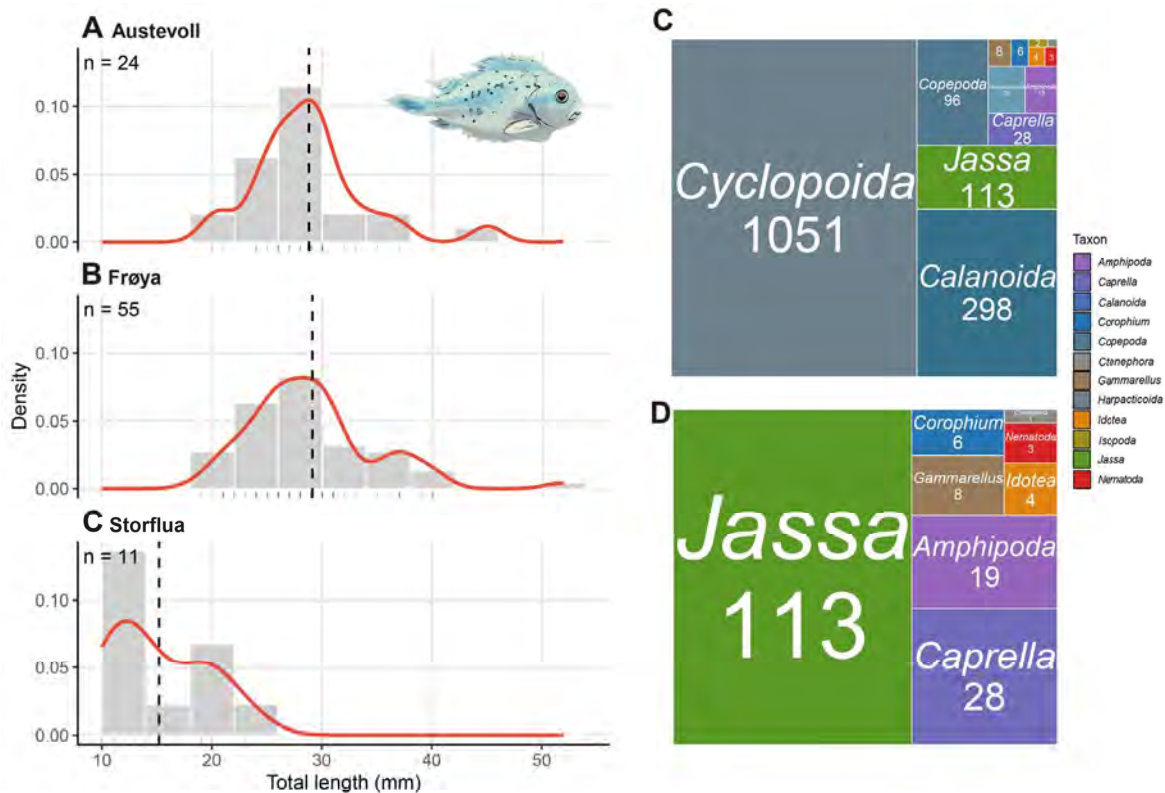 A Austevoll
n = 24
0.10
0.05
0.00
B Frøya
n = 55
0.10
0.05
0.00
Density
C Storflua
n = 11
0.10
0.05
0.00
10 20 30 40 50
Total length (mm)
C
Cyclopoida
1051
Copepoda
96
8
6
2
4
3
Caprella
28
Jassa
113
Calanoida
298
D
Jassa
113
Corophium
6
Nematoda
3
Gammarellus
8
Idotea
4
Amphipoda
19
Caprella
28
Taxon
Amphipoda
Caprella
Calanoida
Corophium
Copepoda
Ctenephora
Gammarellus
Harpacticoida
Idotea
Isopoda
Jassa
Nematoda